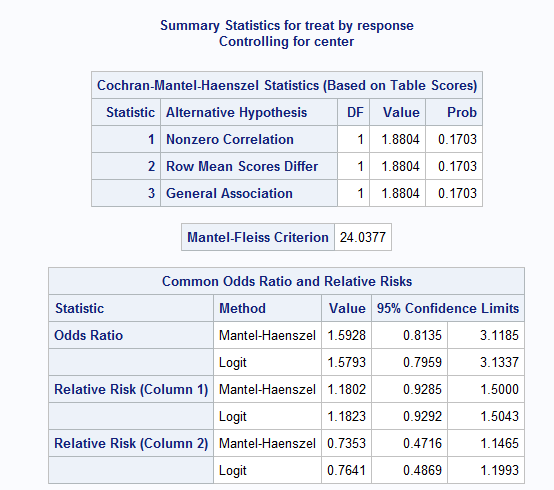 Summary Statistics for treat by response
Controlling for center
Cochran-Mantel-Haenszel Statistics (Based on Table Scores)
Statistic Alternative Hypothesis DF Value Prob
1 Nonzero Correlation 1 1.8804 0.1703
2 Row Mean Scores Differ 1 1.8804 0.1703
3 General Association 1 1.8804 0.1703
Mantel-Fleiss Criterion 24.0377
Common Odds Ratio and Relative Risks
Statistic Method Value 95% Confidence Limits
Odds Ratio Mantel-Haenszel 1.5928 0.8135 3.1185
Logit 1.5793 0.7959 3.1337
Relative Risk (Column 1) Mantel-Haenszel 1.1802 0.9285 1.5000
Logit 1.1823 0.9292 1.5043
Relative Risk (Column 2) Mantel-Haenszel 0.7353 0.4716 1.1465
Logit 0.7641 0.4869 1.1993